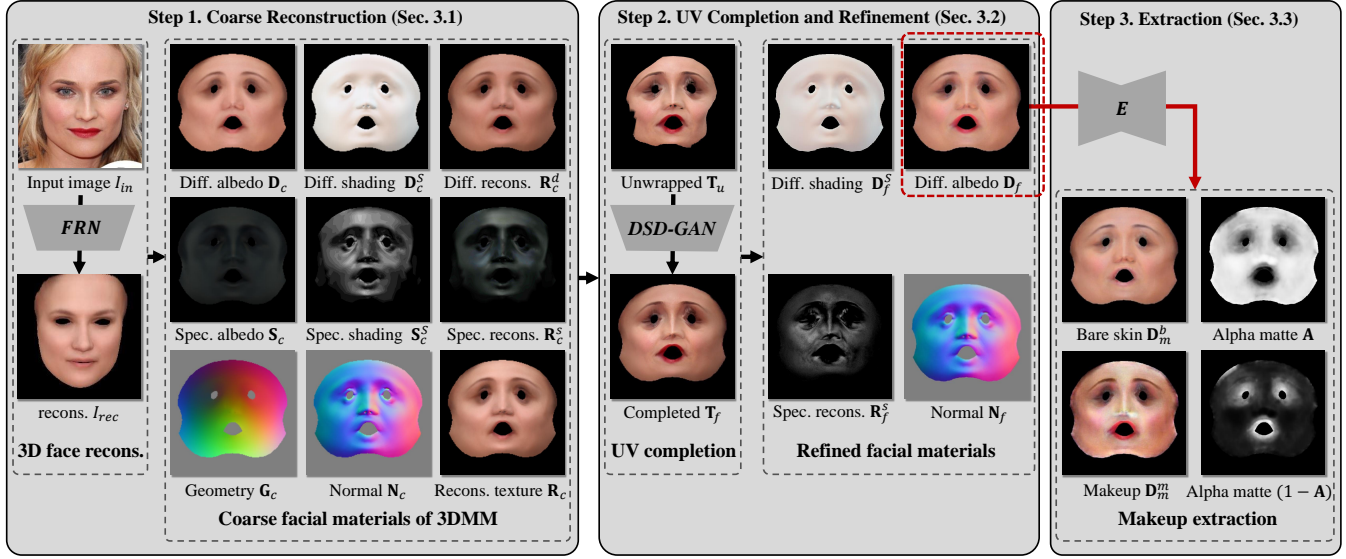 Step 1. Coarse Reconstruction (Sec. 3.1)
Input image I_in
FRN
recons. I_rec
3D face recons.
Diff. albedo D_c
Diff. shading D_c^s
Diff. recons. R_c^d
Spec. albedo S_c
Spec. shading S_c^s
Spec. recons. R_c^s
Geometry G_c
Normal N_c
Recons. texture R_c
Coarse facial materials of 3DMM
Step 2. UV Completion and Refinement (Sec. 3.2)
Unwrapped T_u
DSD-GAN
Completed T_f
UV completion
Diff. shading D_f^s
Diff. albedo D_f
Spec. recons. R_f^s
Normal N_f
Refined facial materials
Step 3. Extraction (Sec. 3.3)
E
Bare skin D_m^b
Alpha matte A
Makeup D_m^m
Alpha matte (1 − A)
Makeup extraction